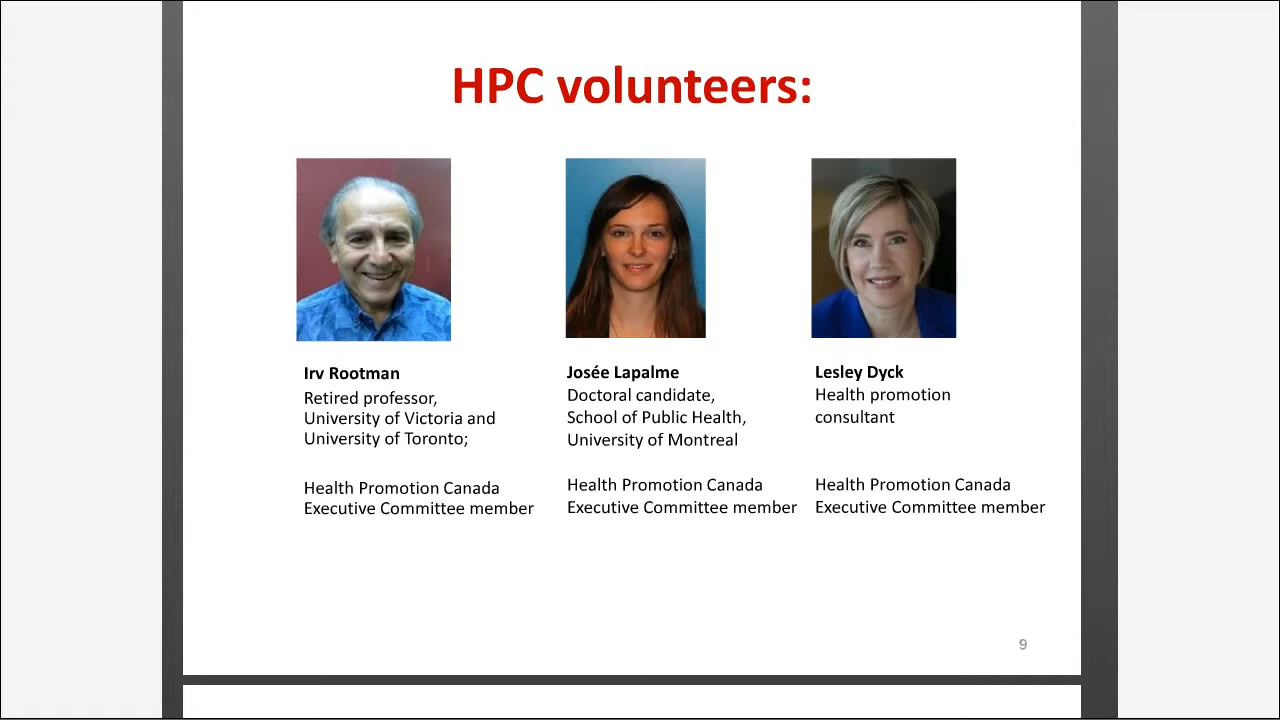 HPC volunteers:
Irv Rootman
Retired professor,
University of Victoria and
University of Toronto;
Health Promotion Canada
Executive Committee member
Josée Lapalme
Doctoral candidate,
School of Public Health,
University of Montreal
Health Promotion Canada
Executive Committee member
Lesley Dyck
Health promotion
consultant
Health Promotion Canada
Executive Committee member
9